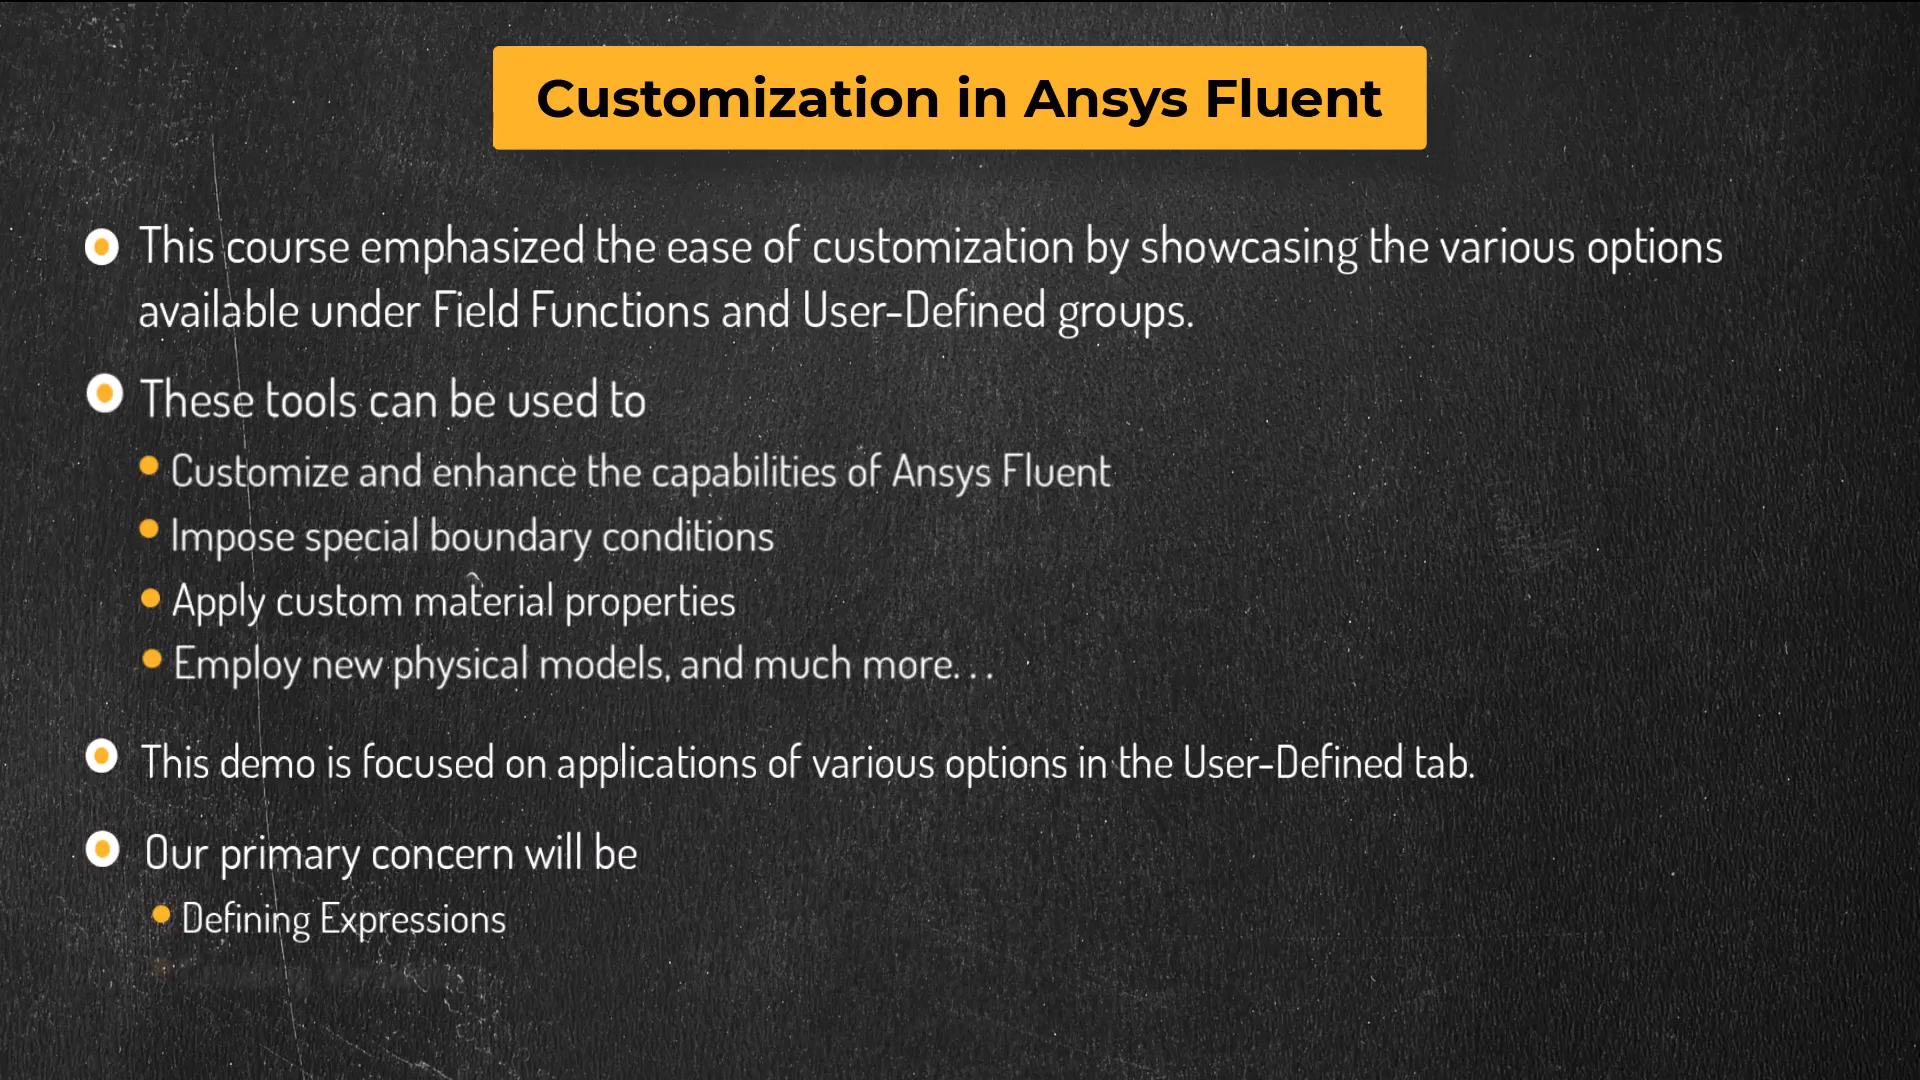 Customization in Ansys Fluent
This course emphasized the ease of customization by showcasing the various options
available under Field Functions and User-Defined groups.
These tools can be used to
Customize and enhance the capabilities of Ansys Fluent
Impose special boundary conditions
Apply custom material properties
Employ new physical models, and much more. . .
This demo is focused on applications of various options in the User-Defined tab.
Our primary concern will be
Defining Expressions